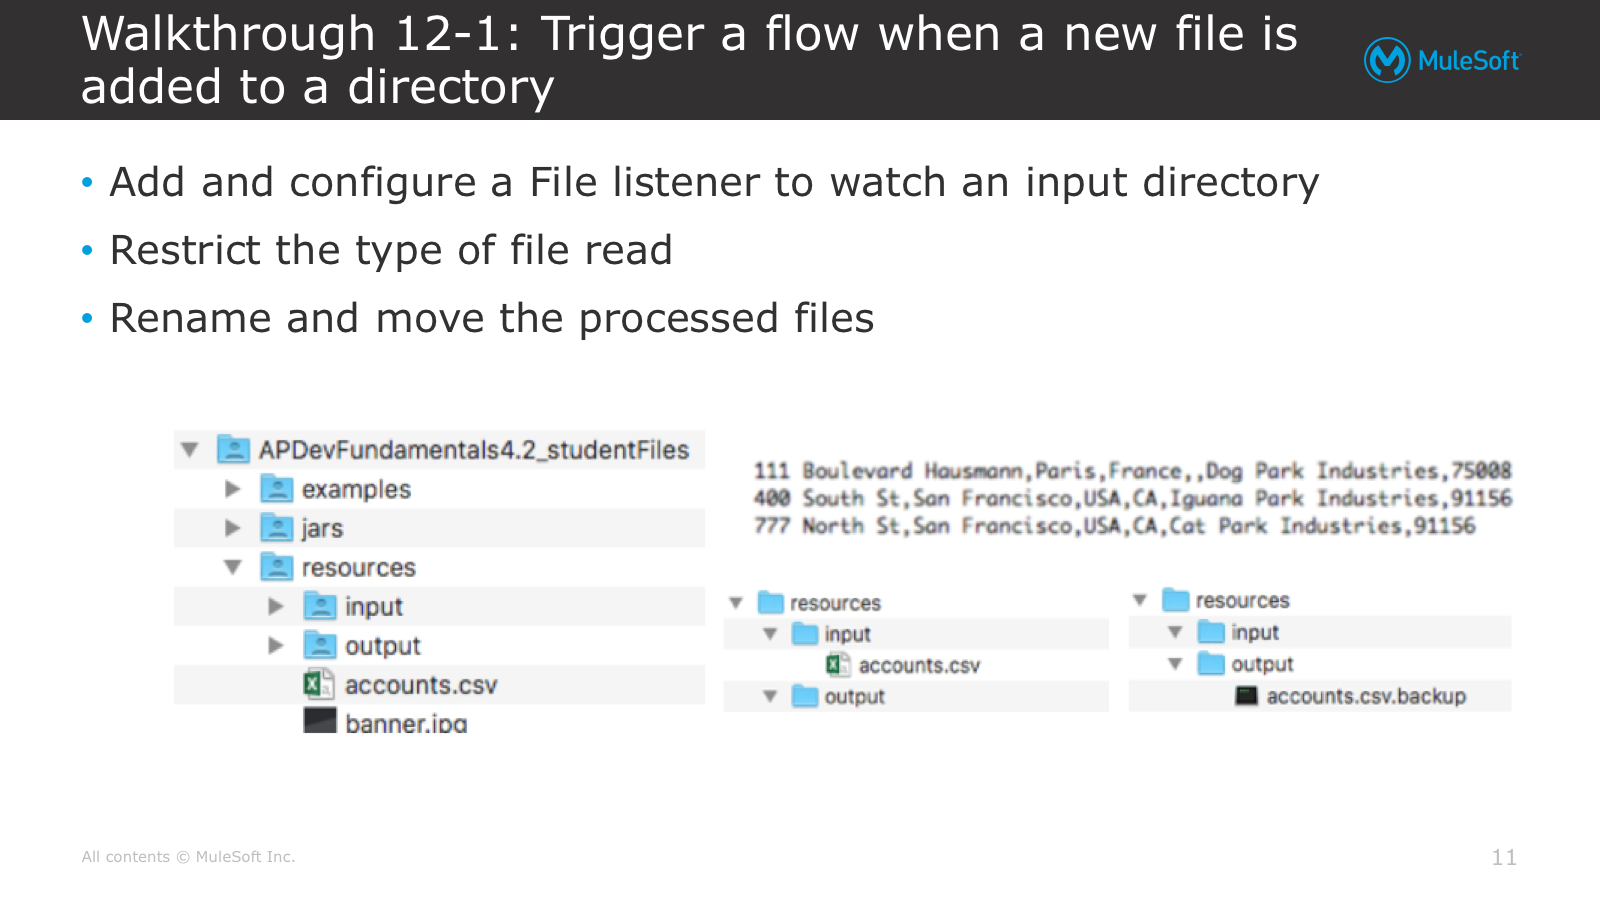 Walkthrough 12-1: Trigger a flow when a new file is
added to a directory
MuleSoft
• Add and configure a File listener to watch an input directory
• Restrict the type of file read
• Rename and move the processed files
APDevFundamentals4.2_studentFiles
examples
jars
resources
input
output
accounts.csv
banner.jpg
111 Boulevard Hausmann,Paris,France,,Dog Park Industries,75008
400 South St,San Francisco,USA,CA,Iguana Park Industries,91156
777 North St,San Francisco,USA,CA,Cat Park Industries,91156
resources
input
accounts.csv
output
resources
input
output
accounts.csv.backup
All contents © MuleSoft Inc.
11